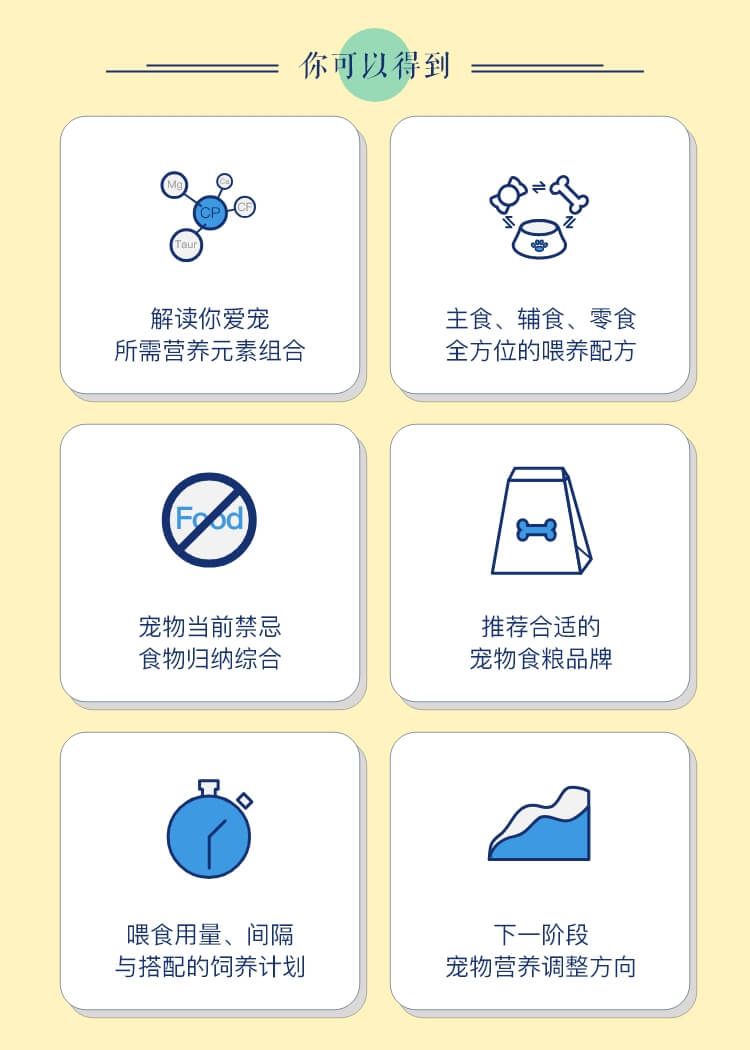 你可以得到
Mg
Ca
CP
CP
Taur
解读你爱宠
所需营养元素组合
主食、辅食、零食
全方位的喂养配方
Food
宠物当前禁忌
食物归纳综合
推荐合适的
宠物食粮品牌
喂食用量、间隔
与搭配的饲养计划
下一阶段
宠物营养调整方向